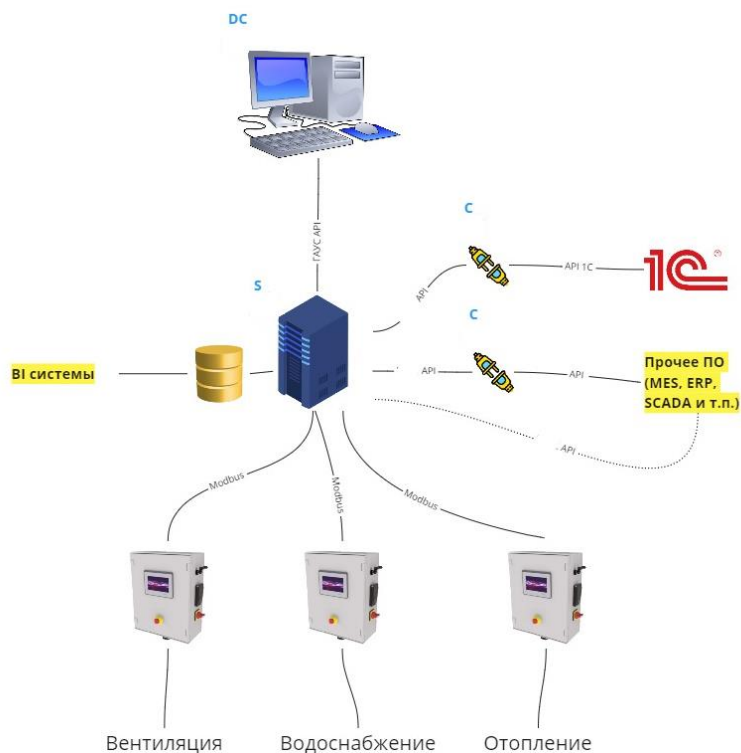 DC
ГАУС API
C
API
API 1C
1C
S
C
BI системы
API
API
Прочее ПО
(MES, ERP,
SCADA и т.п.)
. API
Modbus
Modbus
Modbus
Вентиляция
Водоснабжение
Отопление